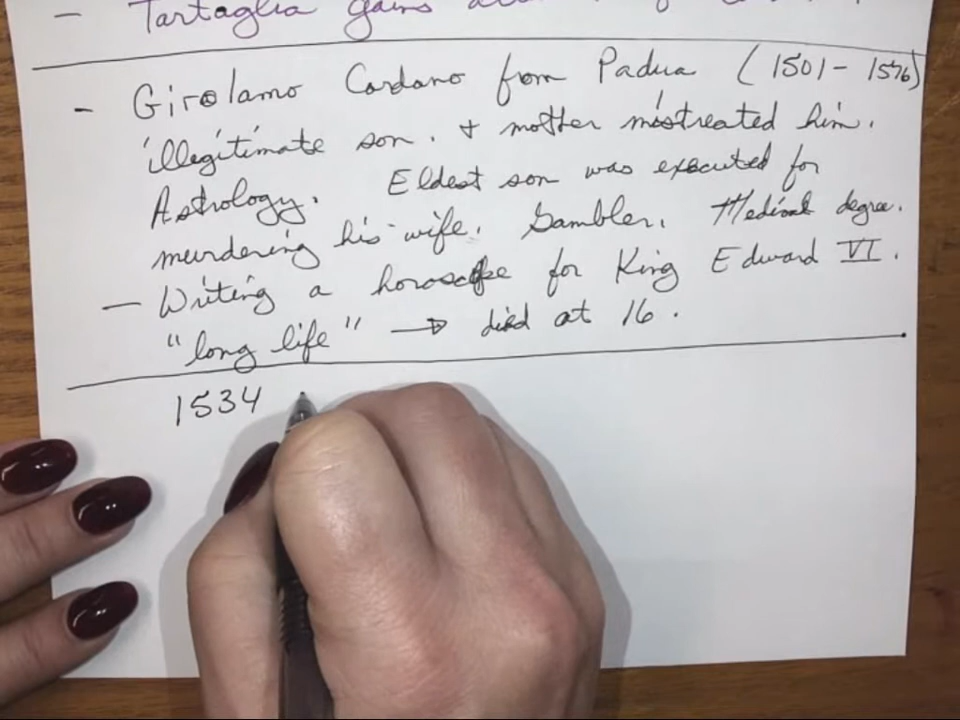 - Tartaglia gains
- Girolamo Cardano from Padua (1501-1576)
illegitimate son. + mother mistreated him.
Astrology. Eldest son was executed for
murdering his wife. Gambler. Medical degree.
- Writing a horoscope for King Edward VI.
"long life" → died at 16.
1534